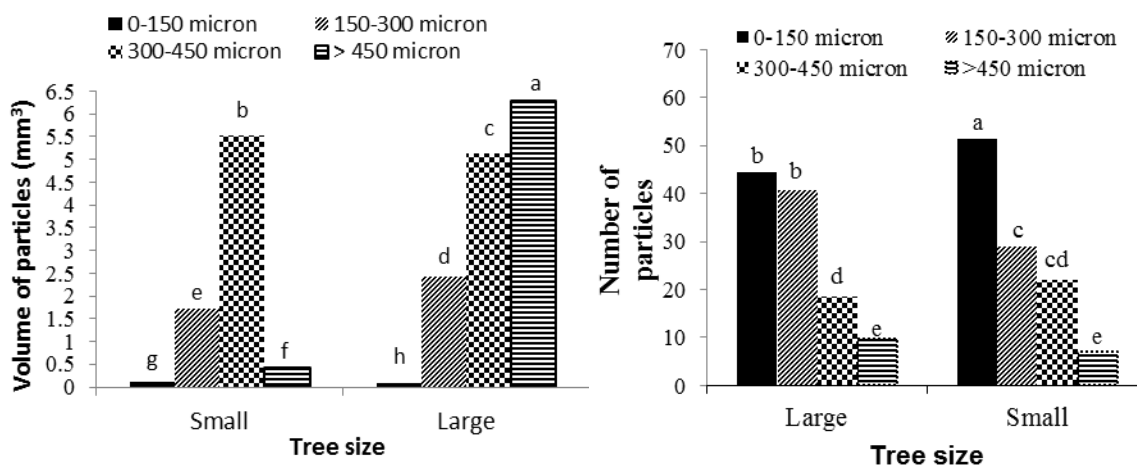 0-150 micron 150-300 micron
300-450 micron > 450 micron
Volume of particles (mm³)
6.5
6
5.5
5
4.5
4
3.5
3
2.5
2
1.5
1
0.5
0
g e b f h d c a
Small Large
Tree size
0-150 micron 150-300 micron
300-450 micron >450 micron
Number of
particles
70
60
50
40
30
20
10
0
b b d e a c cd e
Large Small
Tree size